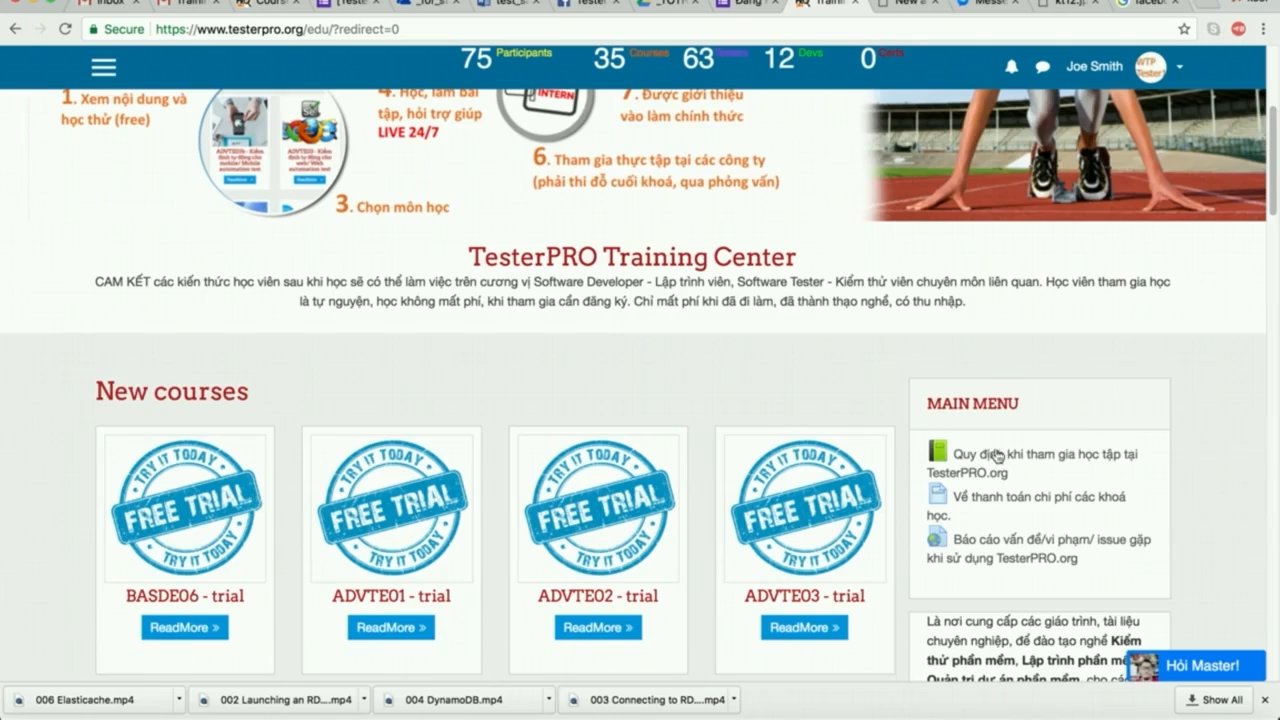 Inbox
Cours
Messe
Secure | https://www.testerpro.org/edu/?redirect=0
75 Participants 35 Courses 63 Testers 12 Devs 0
Joe Smith
1. Xem nội dung và
học thử (free)
3. Chọn môn học
4. Học, làm bài
tập, hỏi trợ giúp
LIVE 24/7
INTERN
6. Tham gia thực tập tại các công ty
(phải thi đỗ cuối khoá, qua phỏng vấn)
7. Được giới thiệu
vào làm chính thức
TesterPRO Training Center
CAM KẾT các kiến thức học viên sau khi học sẽ có thể làm việc trên cương vị Software Developer - Lập trình viên, Software Tester - Kiểm thử viên chuyên môn liên quan. Học viên tham gia học
là tự nguyện, học không mất phí, khi tham gia cần đăng ký. Chỉ mất phí khi đã đi làm, đã thành thạo nghề, có thu nhập.
New courses
TRY IT TODAY
FREE TRIAL
TRY IT TODAY
BASDE06 - trial
ReadMore »
TRY IT TODAY
FREE TRIAL
TRY IT TODAY
ADVTE01 - trial
ReadMore »
TRY IT TODAY
FREE TRIAL
TRY IT TODAY
ADVTE02 - trial
ReadMore »
TRY IT TODAY
FREE TRIAL
TRY IT TODAY
ADVTE03 - trial
ReadMore »
MAIN MENU
Quy định khi tham gia học tập tại
TesterPRO.org
Về thanh toán chi phí các khoá
học.
Báo cáo vấn đề/vi phạm/ issue gặp
khi sử dụng TesterPRO.org
Là nơi cung cấp các giáo trình, tài liệu
chuyên nghiệp, để đào tạo nghề Kiểm
thử phần mềm, Lập trình phần
Quản trị dự án phần mềm, cho
Hỏi Master!
006 Elasticache.mp4
002 Launching an RD....mp4
004 DynamoDB.mp4
003 Connecting to RD....mp4
Show All